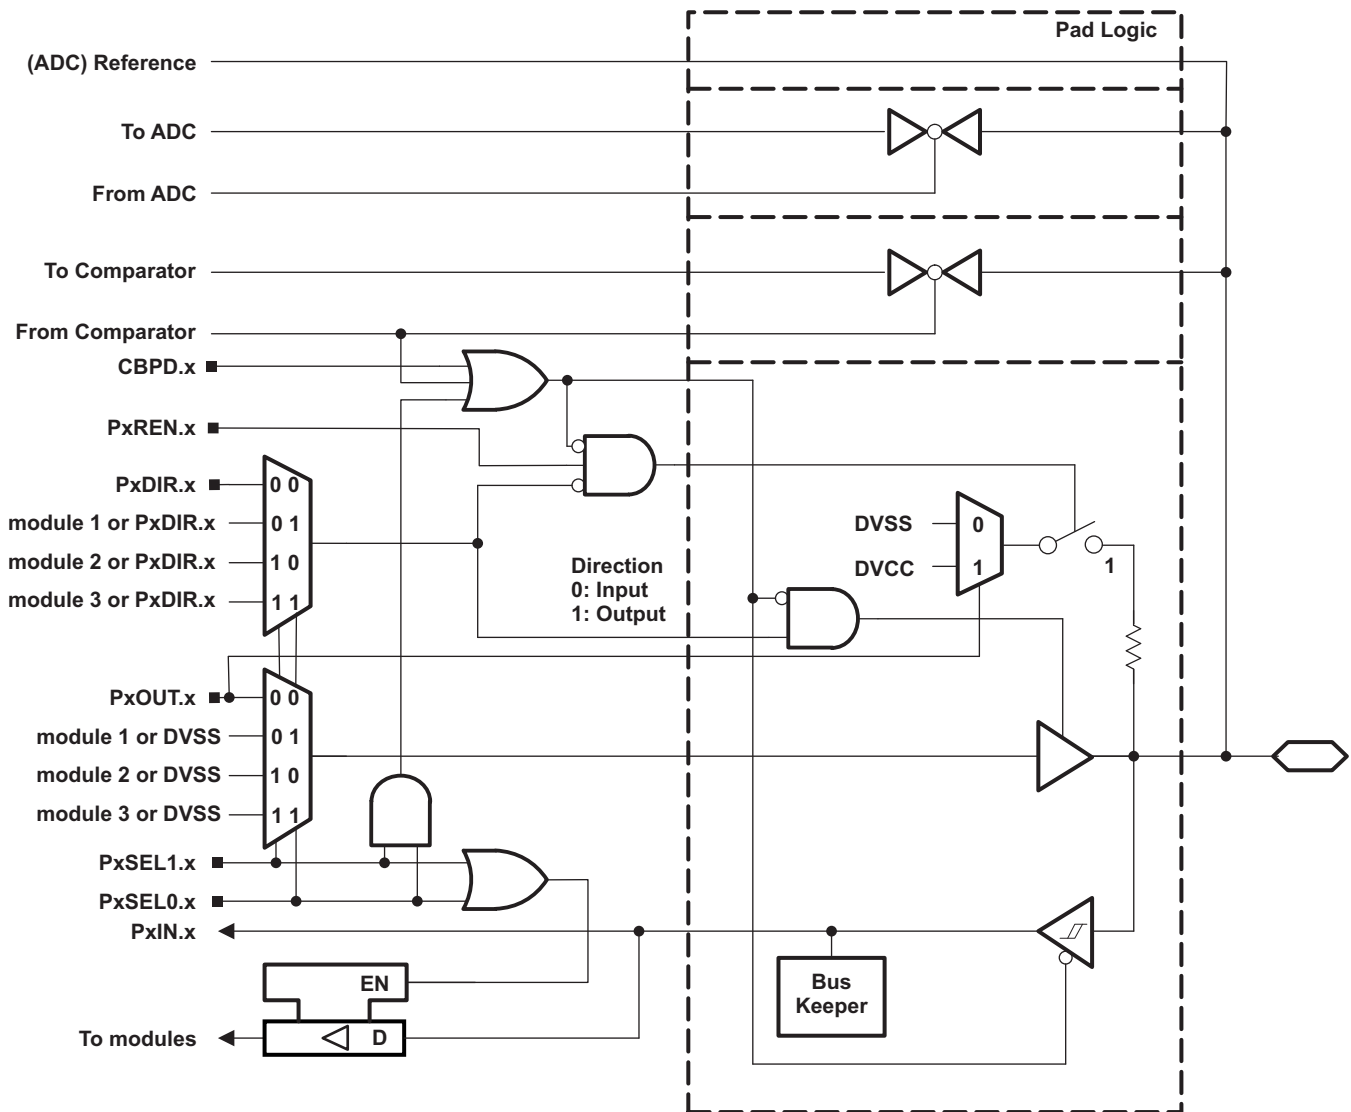 Pad Logic
(ADC) Reference
To ADC
From ADC
To Comparator
From Comparator
CBPD.x
PxREN.x
PxDIR.x
0 0
module 1 or PxDIR.x
0 1
module 2 or PxDIR.x
1 0
module 3 or PxDIR.x
1 1
Direction
0: Input
1: Output
DVSS
0
DVCC
1
1
PxOUT.x
0 0
module 1 or DVSS
0 1
module 2 or DVSS
1 0
module 3 or DVSS
1 1
PxSEL1.x
PxSEL0.x
PxIN.x
EN
Bus
Keeper
To modules
D